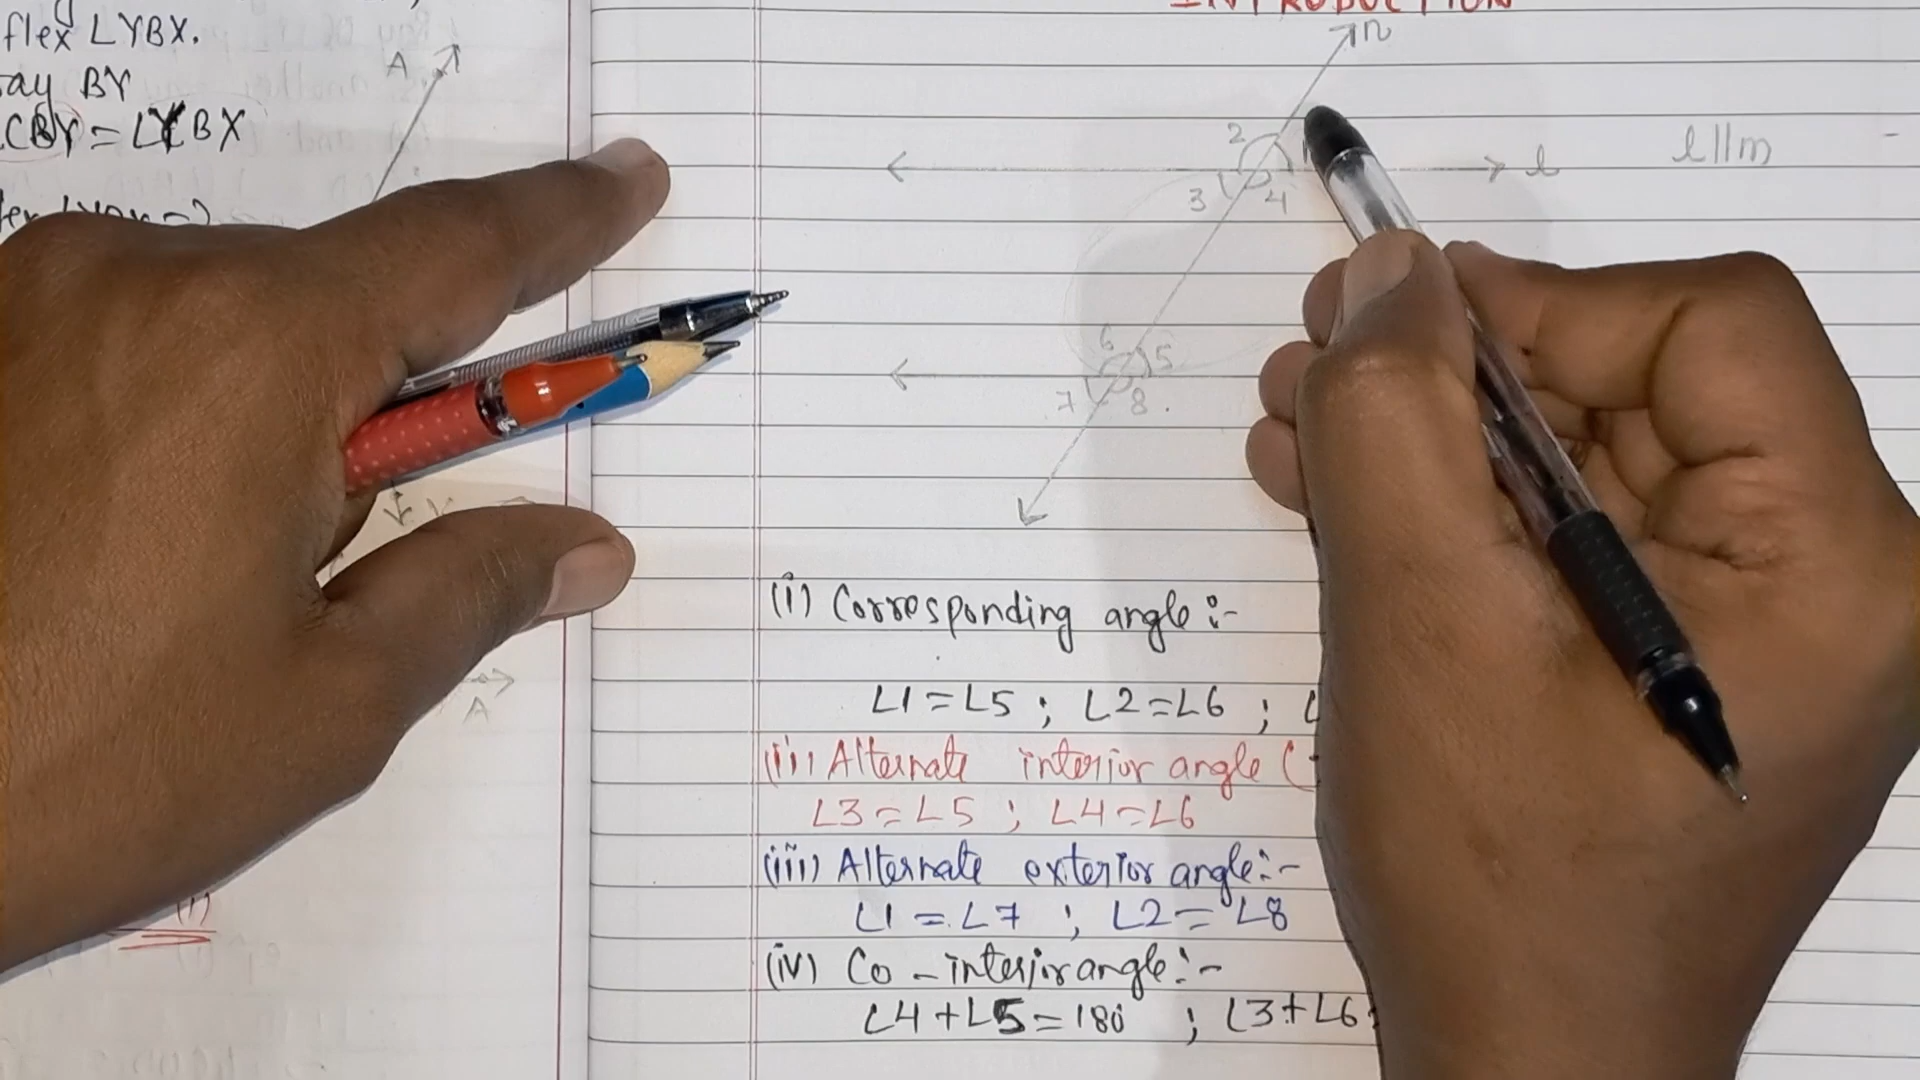 flex ∠YBX.
ay BY
CBY = ∠YBX
A
A
(i)
INTRODUCTION
n
2
1
l
l || m
3
4
6
5
7
8
(i) Corresponding angle :-
∠1 = ∠5 ; ∠2 = ∠6 ;
(ii) Alternate interior angle (
∠3 = ∠5 ; ∠4 = ∠6
(iii) Alternate exterior angle :-
∠1 = ∠7 ; ∠2 = ∠8
(iv) Co-interior angle :-
∠4 + ∠5 = 180° ; ∠3 + ∠6